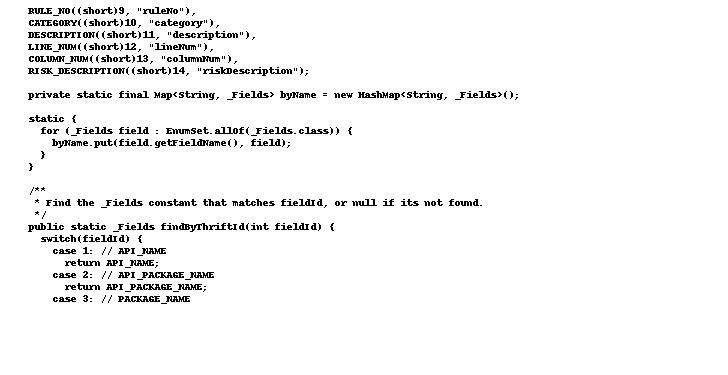 RULE_NO((short)9, "ruleNo"),
CATEGORY((short)10, "category"),
DESCRIPTION((short)11, "description"),
LINE_NUM((short)12, "lineNum"),
COLUMN_NUM((short)13, "columnNum"),
RISK_DESCRIPTION((short)14, "riskDescription");

private static final Map<String, _Fields> byName = new HashMap<String, _Fields>();

static {
  for (_Fields field : EnumSet.allOf(_Fields.class)) {
    byName.put(field.getFieldName(), field);
  }
}

/**
 * Find the _Fields constant that matches fieldId, or null if its not found.
 */
public static _Fields findByThriftId(int fieldId) {
  switch(fieldId) {
    case 1: // API_NAME
      return API_NAME;
    case 2: // API_PACKAGE_NAME
      return API_PACKAGE_NAME;
    case 3: // PACKAGE_NAME